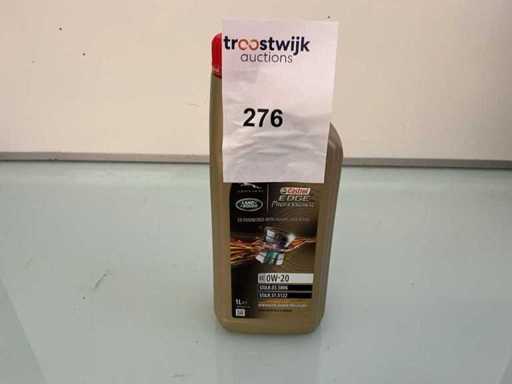 troostwijk
auctions
276
LAND
ROVER
Castrol
EDGE
Professional
0W-20
STJLR.03.5006
STJLR.51.5122
1L